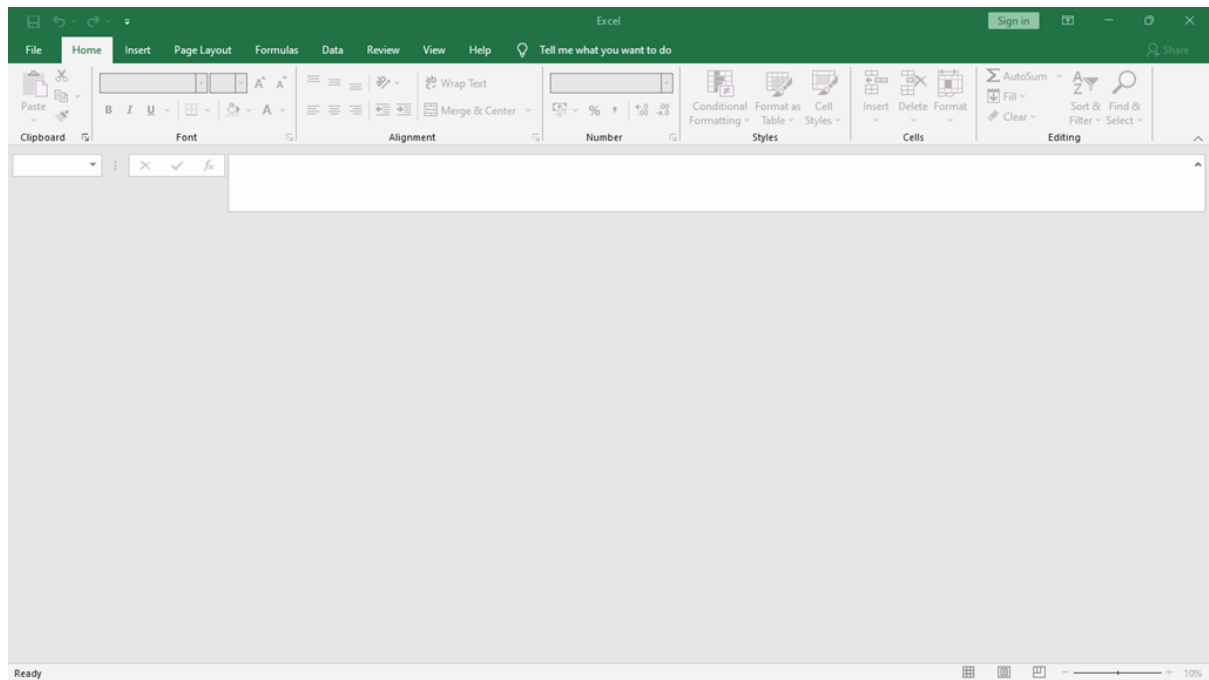 Excel
Sign in
File Home Insert Page Layout Formulas Data Review View Help Tell me what you want to do Share
Paste
Clipboard
B I U A A A
Font
Wrap Text
Merge & Center
Alignment
% , .00 .0
Number
Conditional Formatting
Format as Table
Cell Styles
Styles
Insert Delete Format
Cells
AutoSum
Fill
Clear
Sort & Filter
Find & Select
Editing
fx
Ready
10%